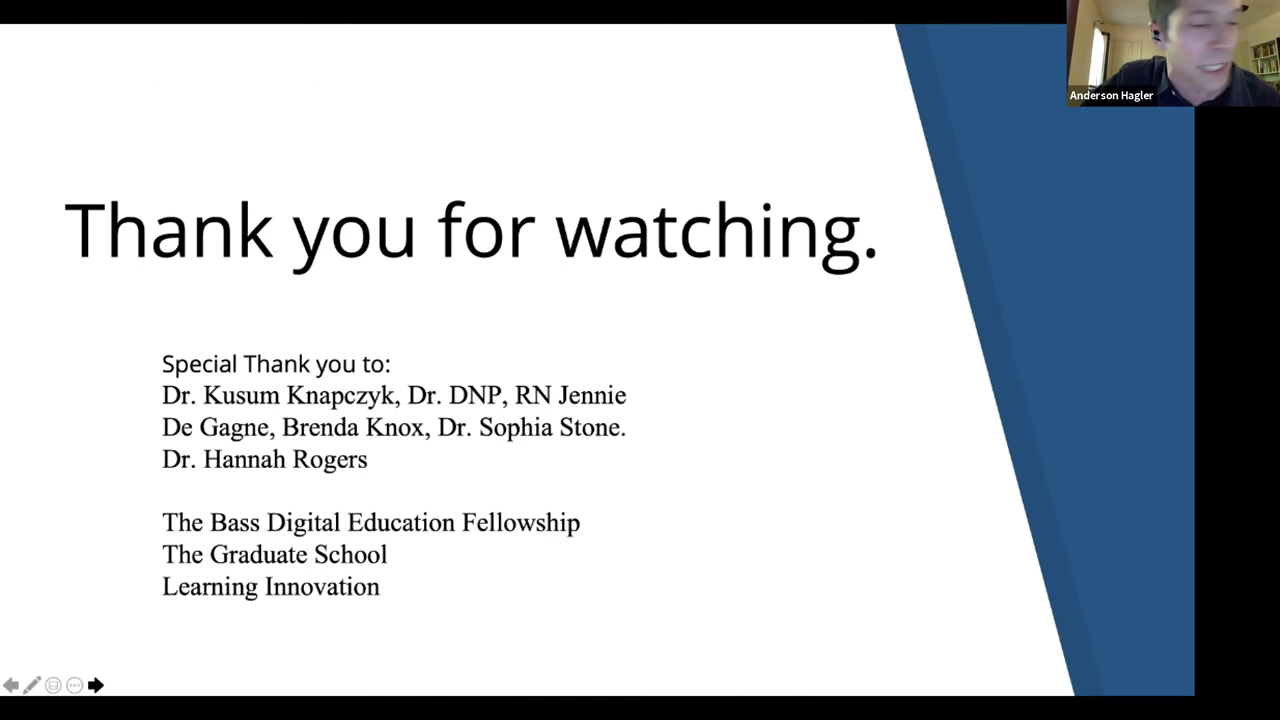 Anderson Hagler
Thank you for watching.
Special Thank you to:
Dr. Kusum Knapczyk, Dr. DNP, RN Jennie
De Gagne, Brenda Knox, Dr. Sophia Stone.
Dr. Hannah Rogers
The Bass Digital Education Fellowship
The Graduate School
Learning Innovation